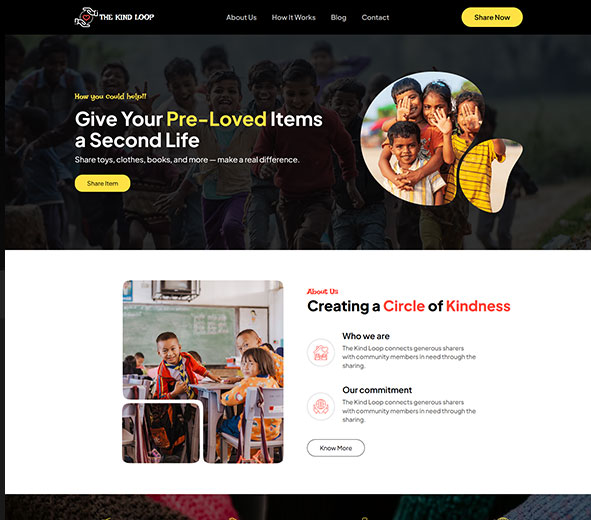 THE KIND LOOP
About Us How It Works Blog Contact
Share Now
How you could help!!
Give Your Pre-Loved Items
a Second Life
Share toys, clothes, books, and more — make a real difference.
Share Item
About Us
Creating a Circle of Kindness
Who we are
The Kind Loop connects generous sharers
with community members in need through the
sharing.
Our commitment
The Kind Loop connects generous sharers
with community members in need through the
sharing.
Know More